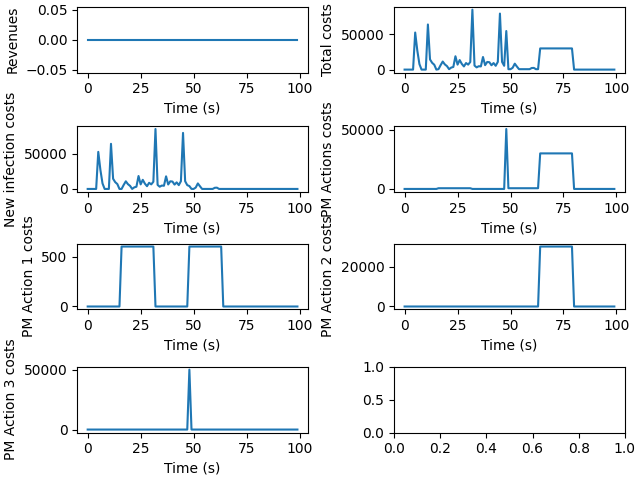 Revenues
0.05
0.00
−0.05
0 25 50 75 100
Time (s)
Total costs
50000
0
0 25 50 75 100
Time (s)
New infection costs
50000
0
0 25 50 75 100
Time (s)
PM Actions costs
50000
0
0 25 50 75 100
Time (s)
PM Action 1 costs
500
0
0 25 50 75 100
Time (s)
PM Action 2 costs
20000
0
0 25 50 75 100
Time (s)
PM Action 3 costs
50000
0
0 25 50 75 100
Time (s)
1.0
0.5
0.0
0.0 0.2 0.4 0.6 0.8 1.0